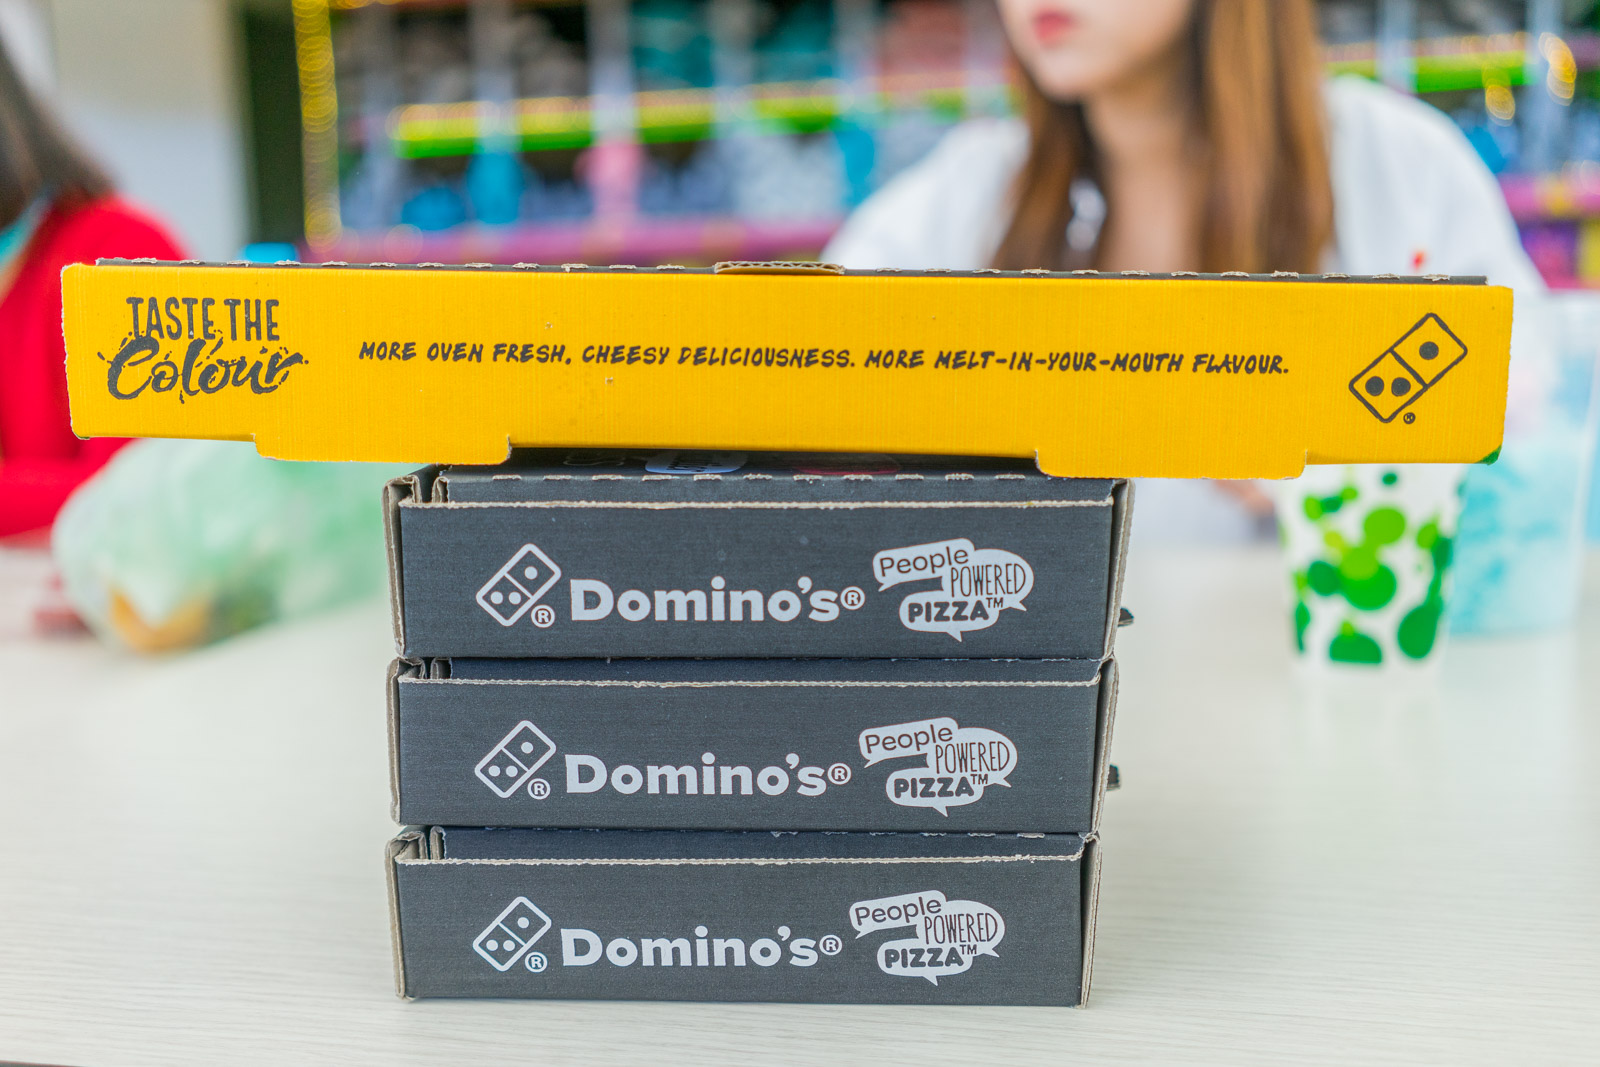 TASTE THE
Colour
MORE OVEN FRESH, CHEESY DELICIOUSNESS. MORE MELT-IN-YOUR-MOUTH FLAVOUR.
®
® Domino's® People
POWERED
PIZZA™
® Domino's® People
POWERED
PIZZA™
® Domino's® People
POWERED
PIZZA™